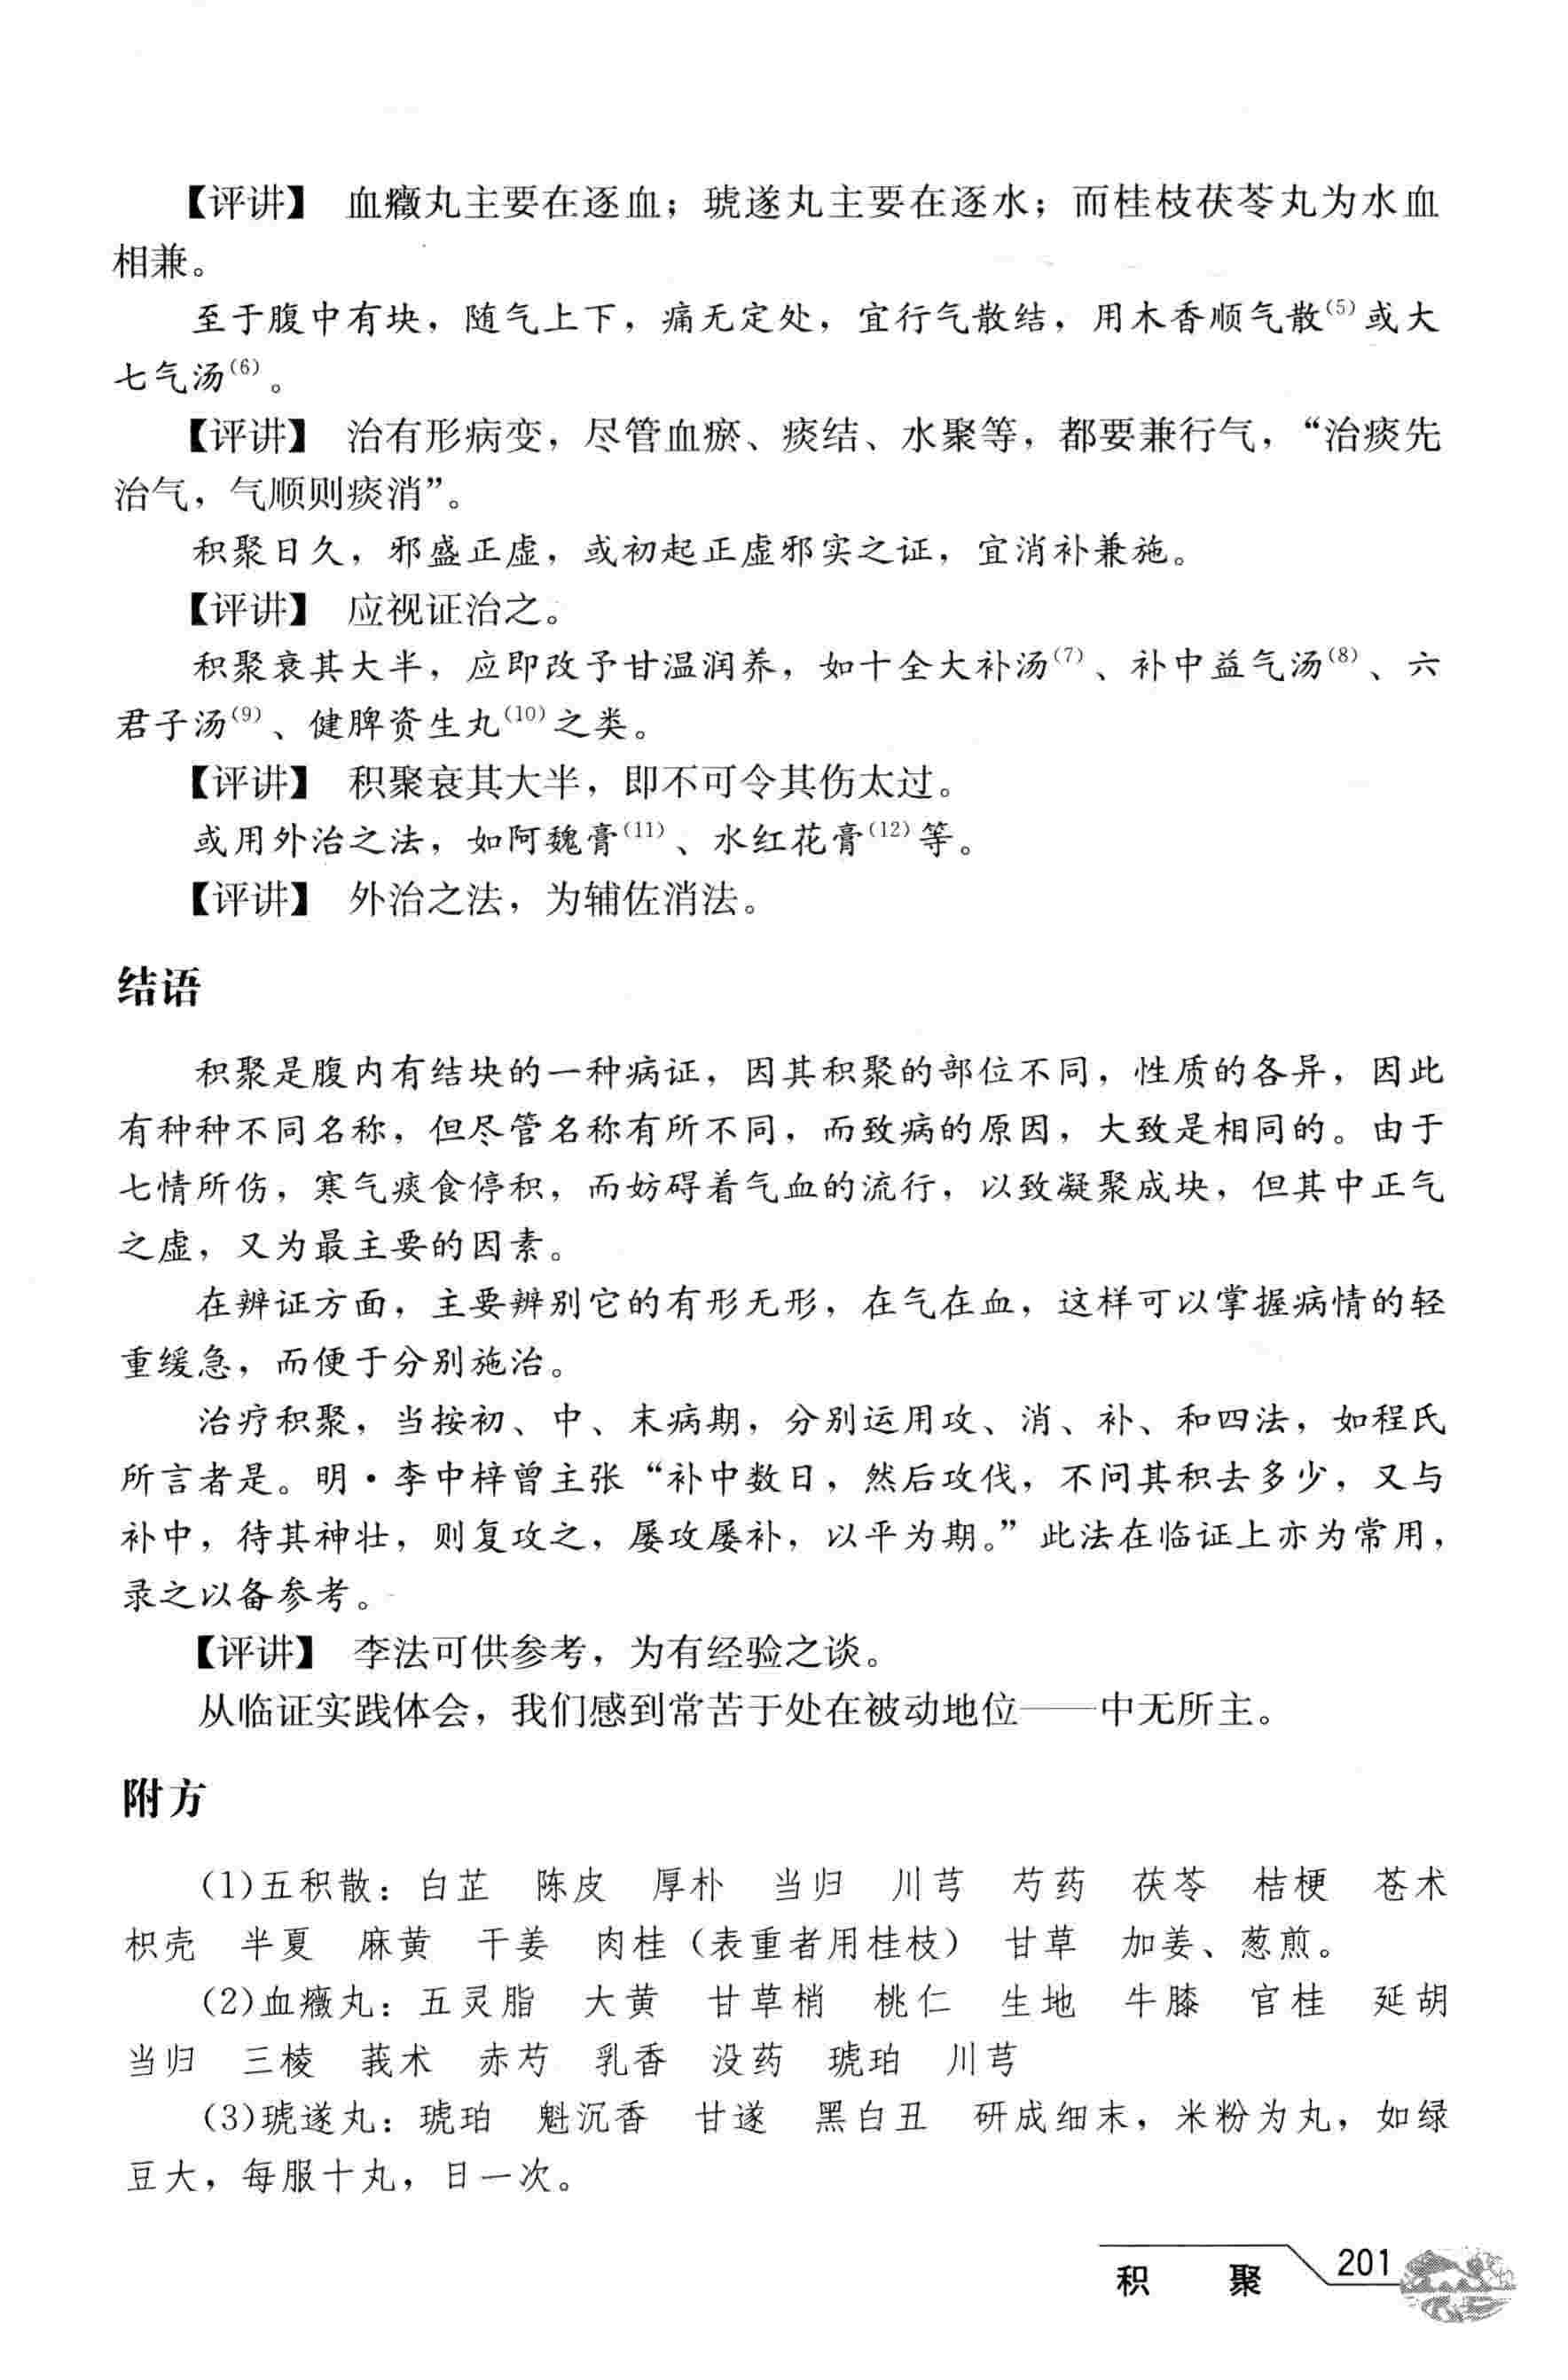 【评讲】 血癥丸主要在逐血；琥遂丸主要在逐水；而桂枝茯苓丸为水血
相兼。
至于腹中有块，随气上下，痛无定处，宜行气散结，用木香顺气散(5)或大
七气汤(6)。
【评讲】 治有形病变，尽管血瘀、痰结、水聚等，都要兼行气，“治痰先
治气，气顺则痰消”。
积聚日久，邪盛正虚，或初起正虚邪实之证，宜消补兼施。
【评讲】 应视证治之。
积聚衰其大半，应即改予甘温润养，如十全大补汤(7)、补中益气汤(8)、六
君子汤(9)、健脾资生丸(10)之类。
【评讲】 积聚衰其大半，即不可令其伤太过。
或用外治之法，如阿魏膏(11)、水红花膏(12)等。
【评讲】 外治之法，为辅佐消法。
结语
积聚是腹内有结块的一种病证，因其积聚的部位不同，性质的各异，因此
有种种不同名称，但尽管名称有所不同，而致病的原因，大致是相同的。由于
七情所伤，寒气痰食停积，而妨碍着气血的流行，以致凝聚成块，但其中正气
之虚，又为最主要的因素。
在辨证方面，主要辨别它的有形无形，在气在血，这样可以掌握病情的轻
重缓急，而便于分别施治。
治疗积聚，当按初、中、末病期，分别运用攻、消、补、和四法，如程氏
所言者是。明·李中梓曾主张“补中数日，然后攻伐，不问其积去多少，又与
补中，待其神壮，则复攻之，屡攻屡补，以平为期。”此法在临证上亦为常用，
录之以备参考。
【评讲】 李法可供参考，为有经验之谈。
从临证实践体会，我们感到常苦于处在被动地位——中无所主。
附方
(1)五积散：白芷 陈皮 厚朴 当归 川芎 芍药 茯苓 桔梗 苍术
枳壳 半夏 麻黄 干姜 肉桂（表重者用桂枝） 甘草 加姜、葱煎。
(2)血癥丸：五灵脂 大黄 甘草梢 桃仁 生地 牛膝 官桂 延胡
当归 三棱 莪术 赤芍 乳香 没药 琥珀 川芎
(3)琥遂丸：琥珀 魁沉香 甘遂 黑白丑 研成细末，米粉为丸，如绿
豆大，每服十丸，日一次。
积 聚 201